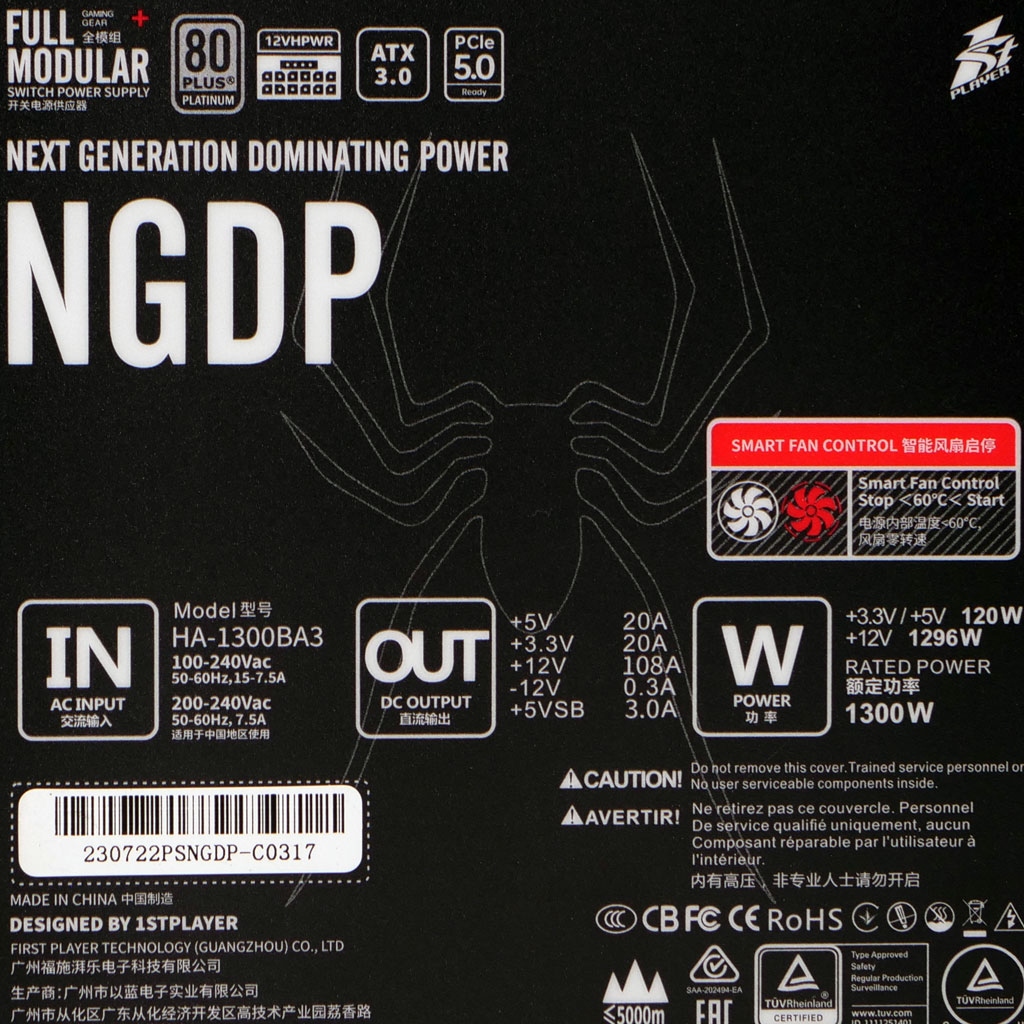 FULL GAMING GEAR +
全模组
MODULAR
SWITCH POWER SUPPLY
开关电源供应器
80 PLUS® PLATINUM
12VHPWR
ATX 3.0
PCIe 5.0 Ready
1st PLAYER
NEXT GENERATION DOMINATING POWER
NGDP
SMART FAN CONTROL 智能风扇启停
Smart Fan Control
Stop <60℃< Start
电源内部温度<60℃,
风扇零转速
IN
AC INPUT
交流输入
Model 型号
HA-1300BA3
100-240Vac
50-60Hz,15-7.5A
200-240Vac
50-60Hz, 7.5A
适用于中国地区使用
OUT
DC OUTPUT
直流输出
+5V 20A
+3.3V 20A
+12V 108A
-12V 0.3A
+5VSB 3.0A
W
POWER
功 率
+3.3V / +5V 120W
+12V 1296W
RATED POWER
额定功率
1300W
230722PSNGDP-C0317
CAUTION! Do not remove this cover. Trained service personnel or
No user serviceable components inside.
AVERTIR! Ne retirez pas ce couvercle. Personnel
De service qualifié uniquement, aucun
Composant réparable par l'utilisateur à
l'intérieur.
内有高压，非专业人士请勿开启
MADE IN CHINA 中国制造
DESIGNED BY 1STPLAYER
FIRST PLAYER TECHNOLOGY (GUANGZHOU) CO., LTD
广州福施湃乐电子科技有限公司
生产商:广州市以蓝电子实业有限公司
广州市从化区广东从化经济开发区高技术产业园荔香路
CCC CB FC CE RoHS
≤5000m
SAA-202494-EA
EAC
TÜVRheinland®
CERTIFIED
Type Approved
Safety
Regular Production
Surveillance
www.tuv.com
TÜVRheinland